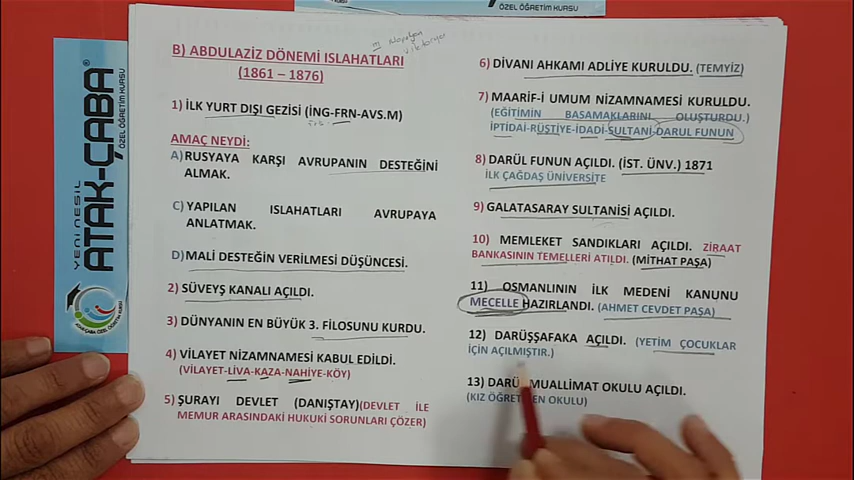 ÖZEL ÖĞRETİM KURSU
YENİ NESİL
ATAK-ÇABA
ÖZEL ÖĞRETİM KURSU
B) ABDULAZİZ DÖNEMİ ISLAHATLARI
(1861 – 1876)
1) İLK YURT DIŞI GEZİSİ (İNG-FRN-AVS.M)
AMAÇ NEYDİ:
A) RUSYAYA KARŞI AVRUPANIN DESTEĞİNİ
ALMAK.
C) YAPILAN ISLAHATLARI AVRUPAYA
ANLATMAK.
D) MALİ DESTEĞİN VERİLMESİ DÜŞÜNCESİ.
2) SÜVEYŞ KANALI AÇILDI.
3) DÜNYANIN EN BÜYÜK 3. FİLOSUNU KURDU.
4) VİLAYET NİZAMNAMESİ KABUL EDİLDİ.
(VİLAYET-LİVA-KAZA-NAHİYE-KÖY)
5) ŞURAYI DEVLET (DANIŞTAY)(DEVLET İLE
MEMUR ARASINDAKİ HUKUKİ SORUNLARI ÇÖZER)
6) DİVANI AHKAMI ADLİYE KURULDU. (TEMYİZ)
7) MAARİF-İ UMUM NİZAMNAMESİ KURULDU.
(EĞİTİMİN BASAMAKLARINI OLUŞTURDU.)
İPTİDAİ-RÜŞTİYE-İDADİ-SULTANİ-DARUL FUNUN
8) DARÜL FUNUN AÇILDI. (İST. ÜNV.) 1871
İLK ÇAĞDAŞ ÜNİVERSİTE
9) GALATASARAY SULTANİSİ AÇILDI.
10) MEMLEKET SANDIKLARI AÇILDI. ZİRAAT
BANKASININ TEMELLERİ ATILDI. (MİTHAT PAŞA)
11) OSMANLININ İLK MEDENİ KANUNU
MECELLE HAZIRLANDI. (AHMET CEVDET PAŞA)
12) DARÜŞŞAFAKA AÇILDI. (YETİM ÇOCUKLAR
İÇİN AÇILMIŞTIR.)
13) DARÜ MUALLİMAT OKULU AÇILDI.
(KIZ OKULU)